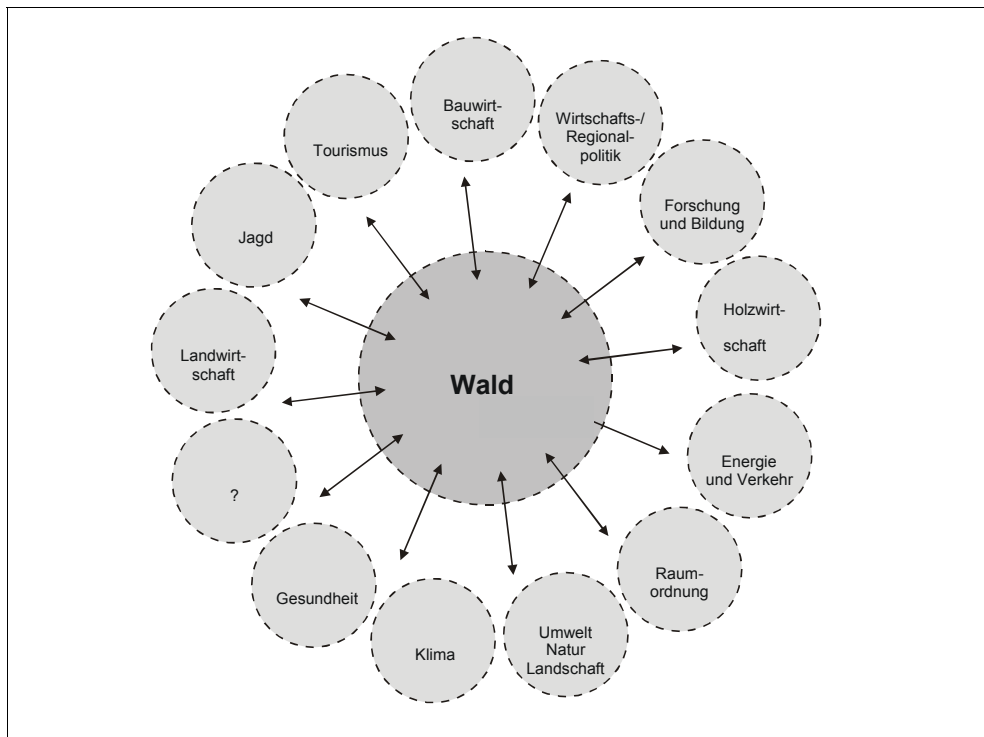 Bauwirt-
schaft
Wirtschafts-/
Regional-
politik
Tourismus
Forschung
und Bildung
Jagd
Holzwirt-
schaft
Landwirt-
schaft
Wald
Energie
und Verkehr
?
Raum-
ordnung
Gesundheit
Umwelt
Natur
Landschaft
Klima